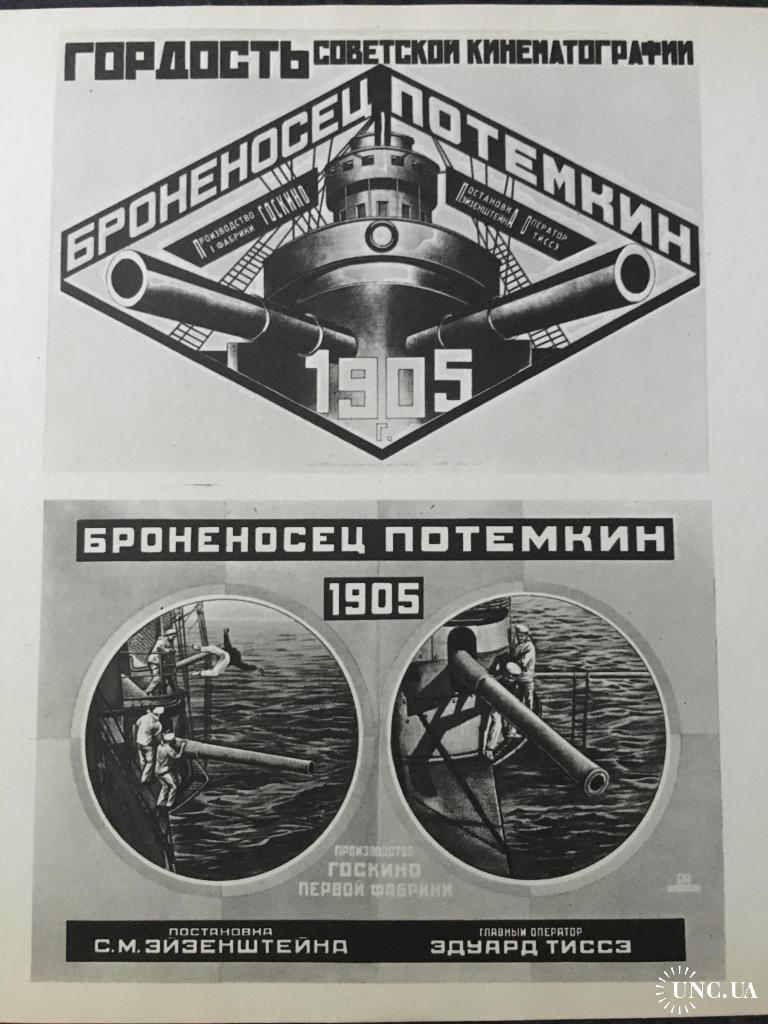 ГОРДОСТЬ СОВЕТСКОЙ КИНЕМАТОГРАФИИ
БРОНЕНОСЕЦ ПОТЕМКИН
ПРОИЗВОДСТВО
I ФАБРИКИ ГОСКИНО
ПОСТАНОВКА
ЭЙЗЕНШТЕЙНА
ОПЕРАТОР
ТИССЭ
1905
г.
БРОНЕНОСЕЦ ПОТЕМКИН
1905
ПРОИЗВОДСТВО
ГОСКИНО
ПЕРВОЙ ФАБРИКИ
ПОСТАНОВКА
С.М. ЭЙЗЕНШТЕЙНА
ГЛАВНЫЙ ОПЕРАТОР
ЭДУАРД ТИССЭ
UNC.UA